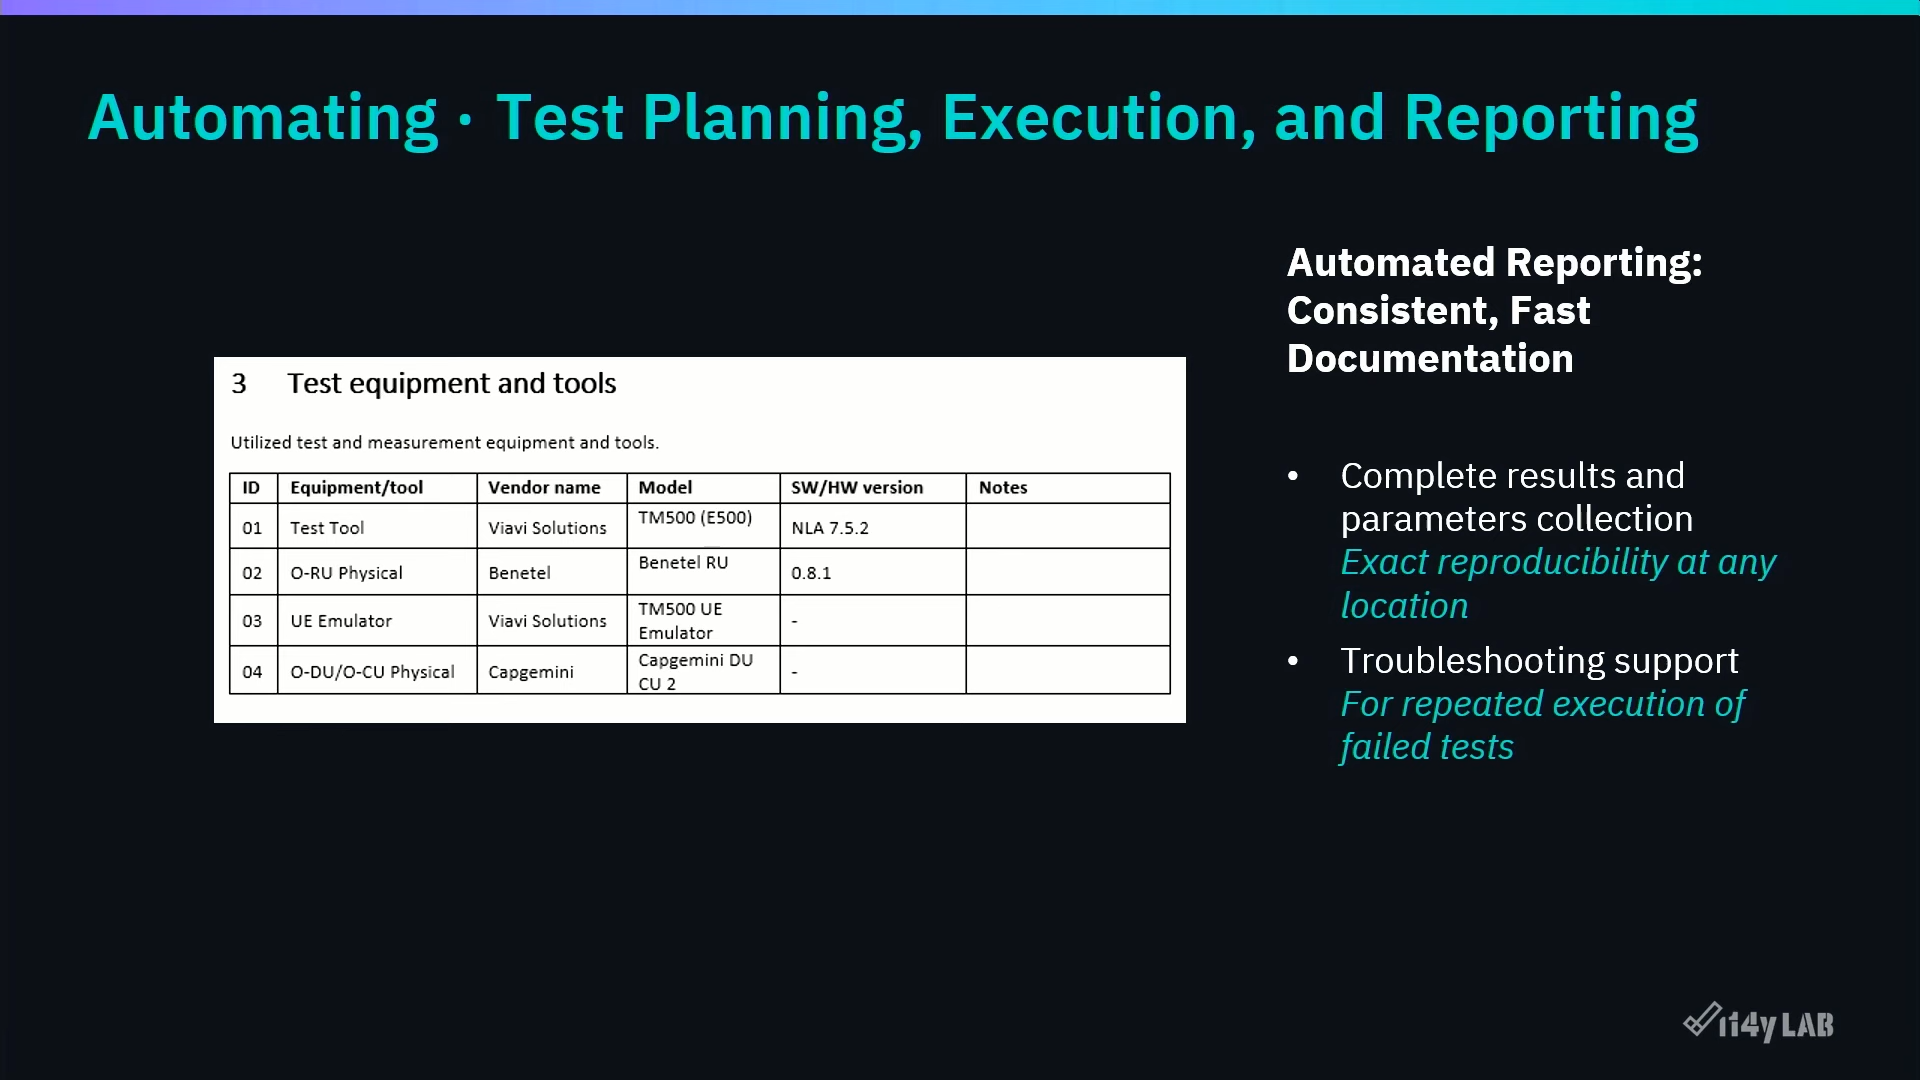 Automating · Test Planning, Execution, and Reporting
3 Test equipment and tools
Utilized test and measurement equipment and tools.
ID Equipment/tool Vendor name Model SW/HW version Notes
01 Test Tool Viavi Solutions TM500 (E500) NLA 7.5.2
02 O-RU Physical Benetel Benetel RU 0.8.1
03 UE Emulator Viavi Solutions TM500 UE Emulator -
04 O-DU/O-CU Physical Capgemini Capgemini DU CU 2 -
Automated Reporting:
Consistent, Fast
Documentation
• Complete results and
parameters collection
Exact reproducibility at any
location
• Troubleshooting support
For repeated execution of
failed tests
i14y LAB